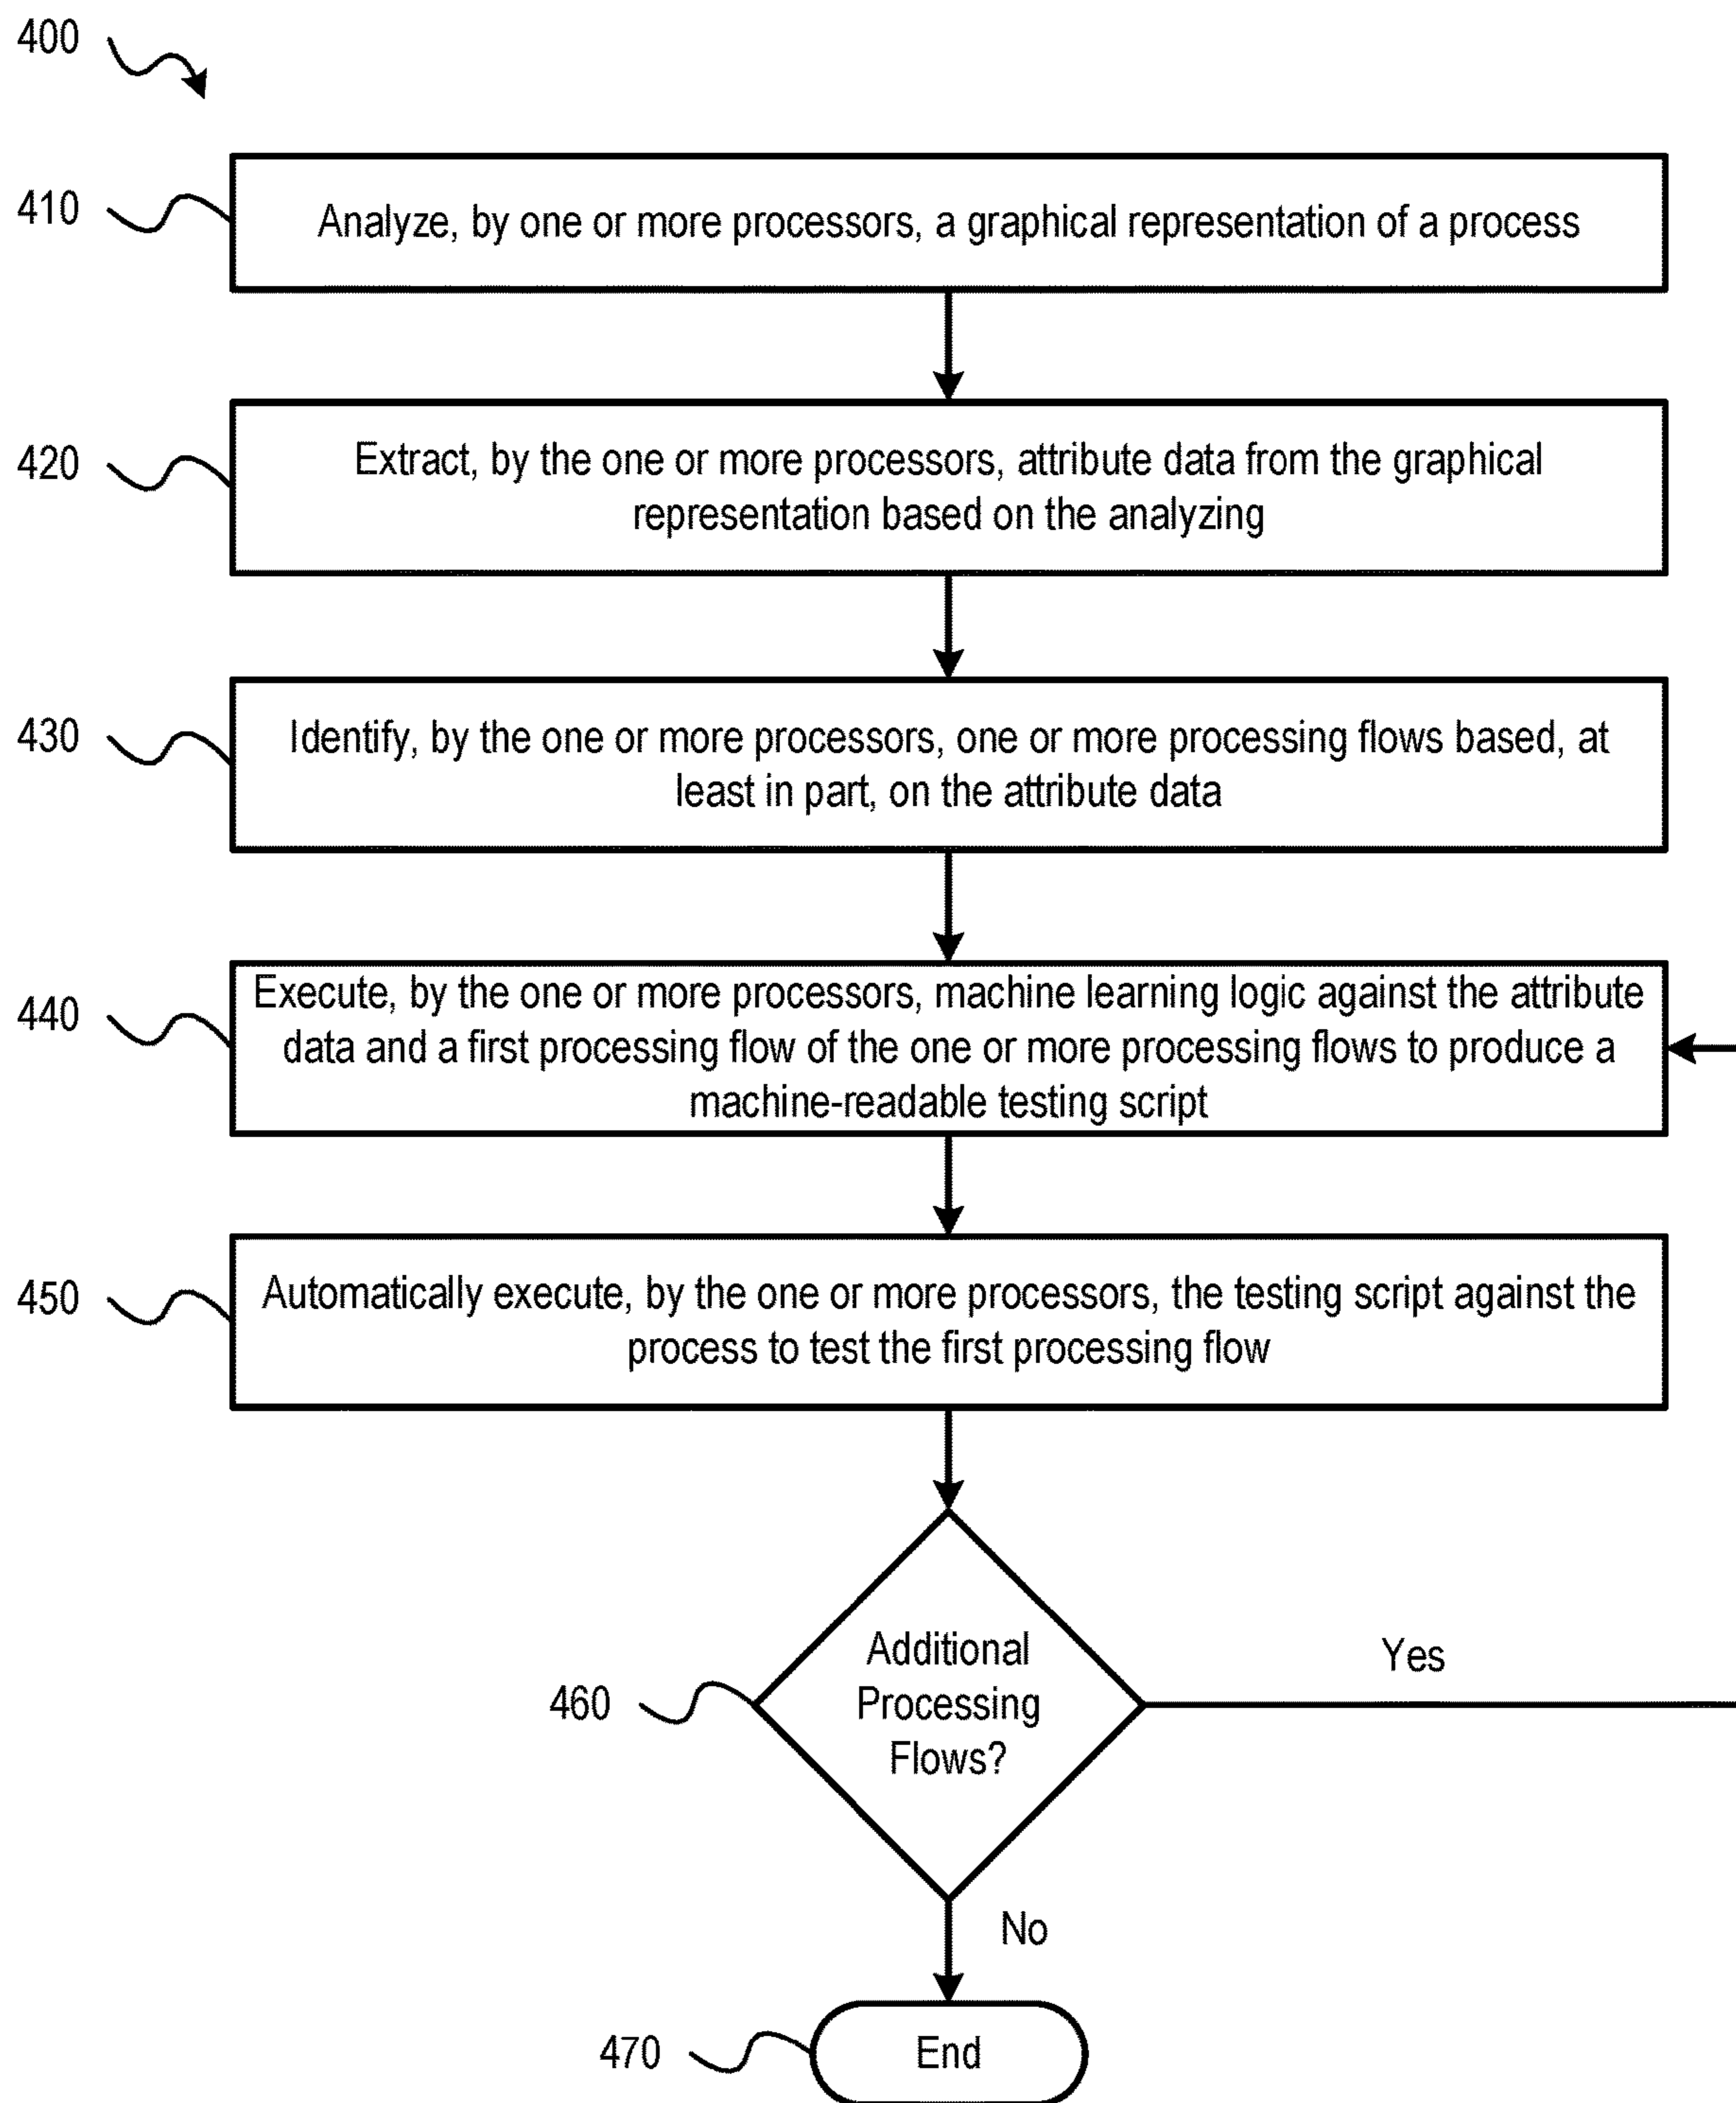 400
410
Analyze, by one or more processors, a graphical representation of a process
420
Extract, by the one or more processors, attribute data from the graphical
representation based on the analyzing
430
Identify, by the one or more processors, one or more processing flows based, at
least in part, on the attribute data
440
Execute, by the one or more processors, machine learning logic against the attribute
data and a first processing flow of the one or more processing flows to produce a
machine-readable testing script
450
Automatically execute, by the one or more processors, the testing script against the
process to test the first processing flow
460
Additional
Processing
Flows?
Yes
No
470
End